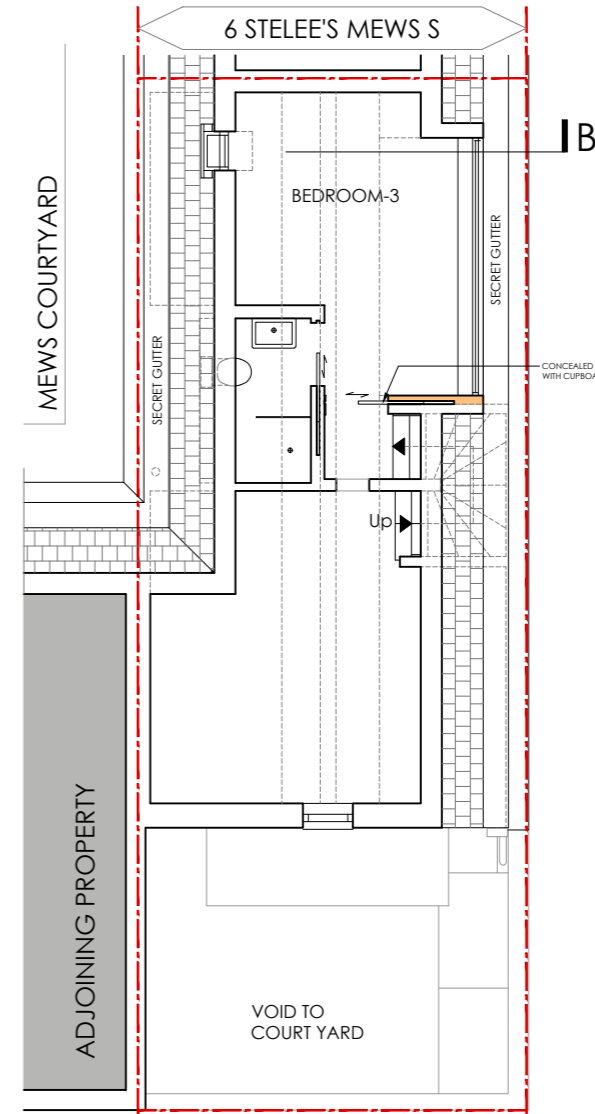 6 STELEE'S MEWS S
B
BEDROOM-3
MEWS COURTYARD
SECRET GUTTER
SECRET GUTTER
CONCEALED
WITH
Up
ADJOINING PROPERTY
VOID TO
COURT YARD